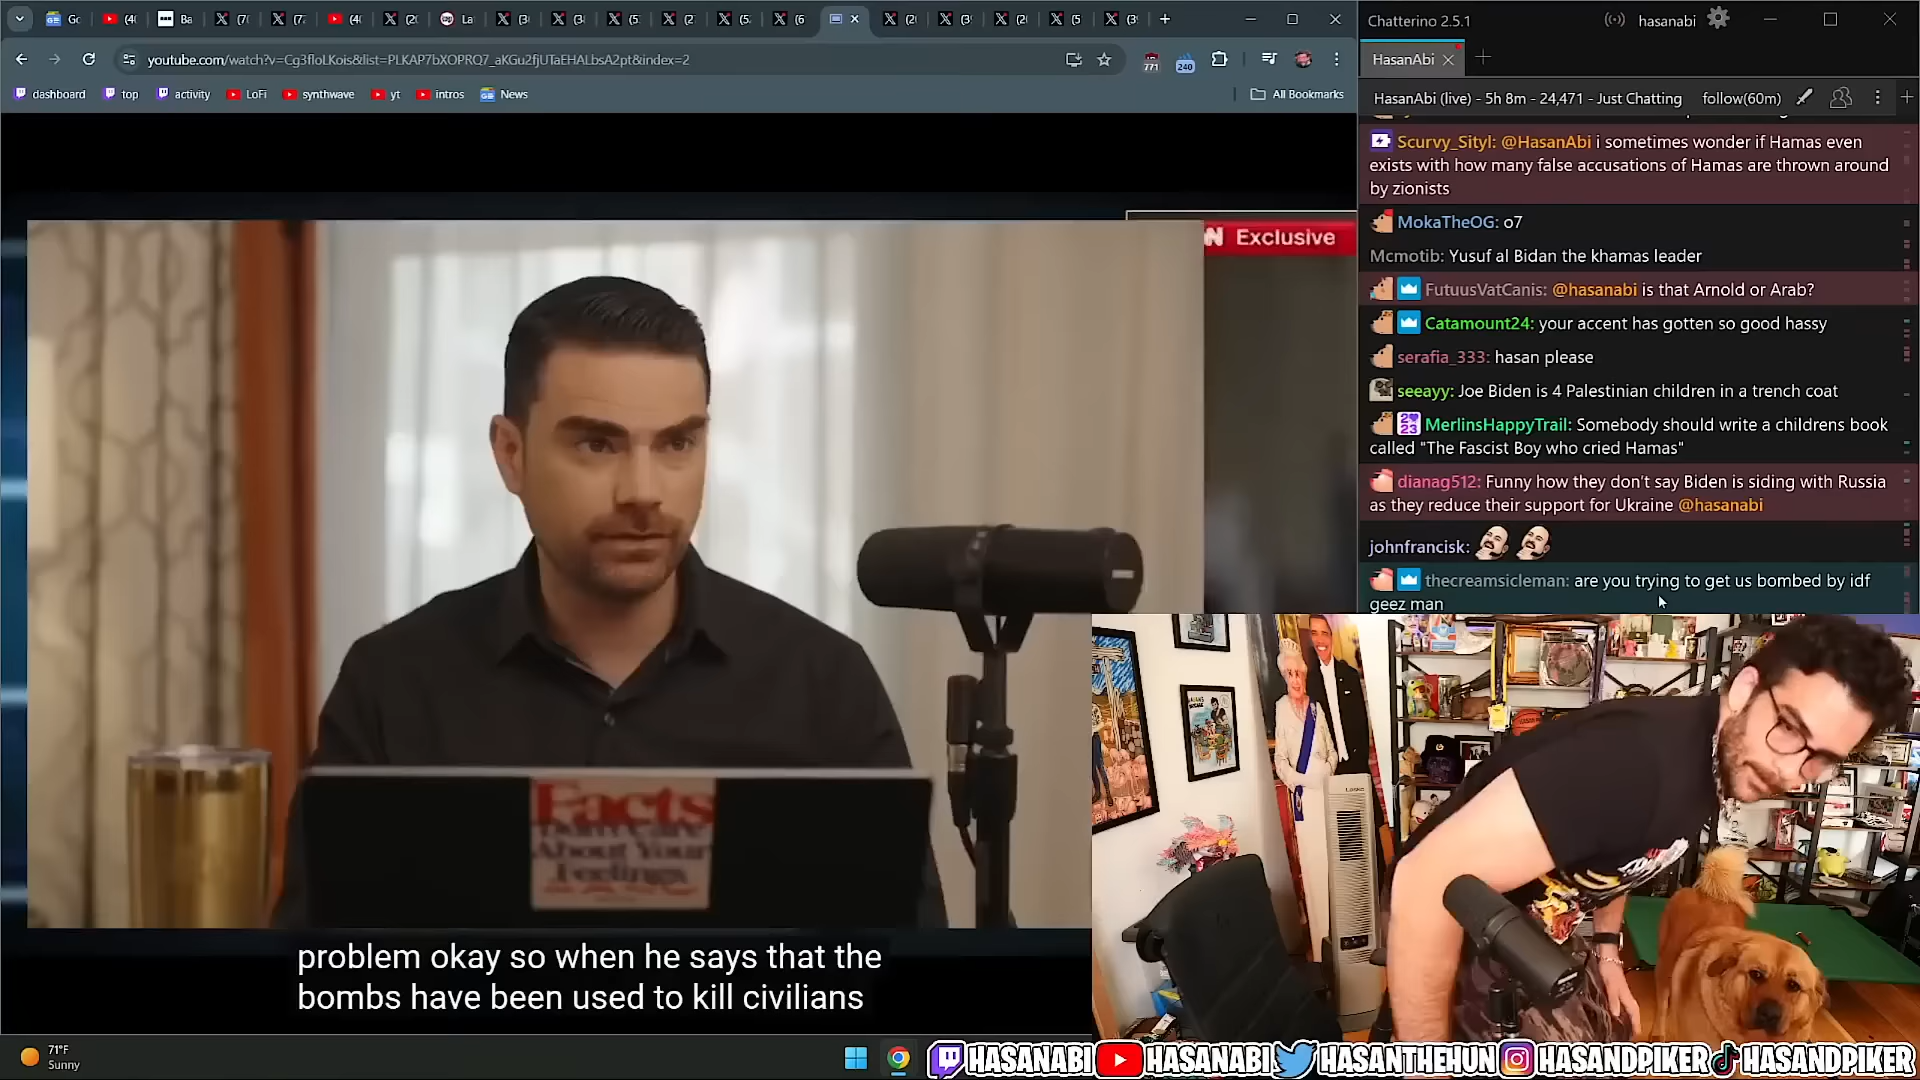 Chatterino 2.5.1
hasanabi
youtube.com/watch?v=Cg3floLKois&list=PLKAP7bXOPRQ7_aKGu2fjUTaEHALbsA2pt&index=2
771
240
HasanAbi
dashboard
top
activity
LoFi
synthwave
yt
intros
News
All Bookmarks
HasanAbi (live) - 5h 8m - 24,471 - Just Chatting
follow(60m)
Scurvy_Sityl: @HasanAbi i sometimes wonder if Hamas even
exists with how many false accusations of Hamas are thrown around
by zionists
MokaTheOG: o7
Mcmotib: Yusuf al Bidan the khamas leader
FutuusVatCanis: @hasanabi is that Arnold or Arab?
Catamount24: your accent has gotten so good hassy
serafia_333: hasan please
seeayy: Joe Biden is 4 Palestinian children in a trench coat
MerlinsHappyTrail: Somebody should write a childrens book
called "The Fascist Boy who cried Hamas"
dianag512: Funny how they don't say Biden is siding with Russia
as they reduce their support for Ukraine @hasanabi
johnfrancisk:
thecreamsicleman: are you trying to get us bombed by idf
geez man
Exclusive
Facts
Don't Care
About Your
Feelings
problem okay so when he says that the
bombs have been used to kill civilians
71°F
Sunny
HASANABI
HASANABI
HASANTHEHUN
HASANDPIKER
HASANDPIKER